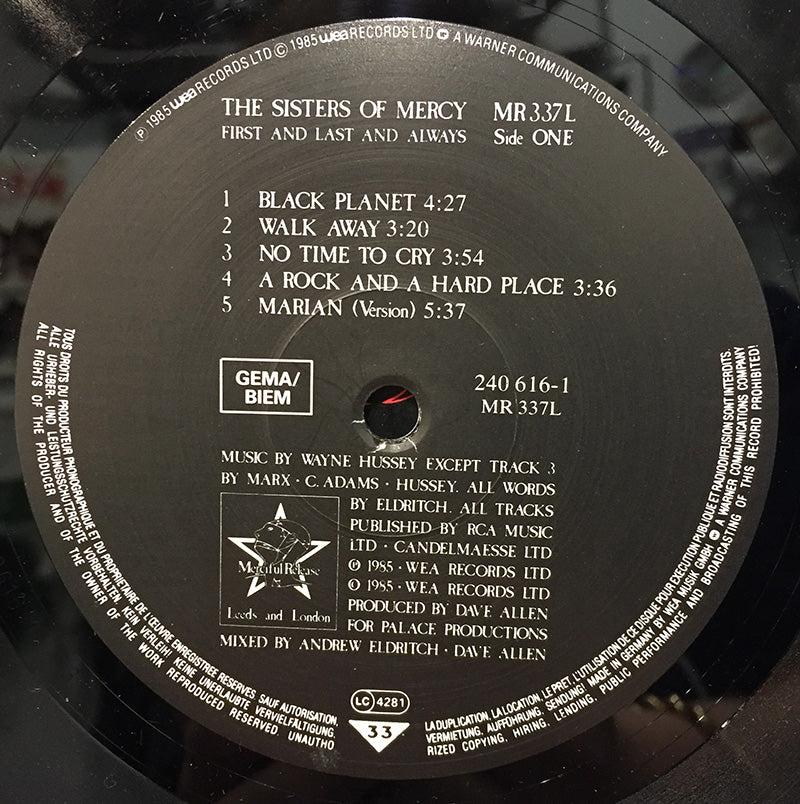 ℗ 1985 wea RECORDS LTD © 1985 wea RECORDS LTD A WARNER COMMUNICATIONS COMPANY
THE SISTERS OF MERCY MR 337L
FIRST AND LAST AND ALWAYS Side ONE
1 BLACK PLANET 4:27
2 WALK AWAY 3:20
3 NO TIME TO CRY 3:54
4 A ROCK AND A HARD PLACE 3:36
5 MARIAN (Version) 5:37
GEMA/
BIEM
240 616-1
MR 337L
MUSIC BY WAYNE HUSSEY EXCEPT TRACK 3
BY MARX · C. ADAMS · HUSSEY. ALL WORDS
BY ELDRITCH. ALL TRACKS
PUBLISHED BY RCA MUSIC
LTD · CANDELMAESSE LTD
℗ 1985 · WEA RECORDS LTD
© 1985 · WEA RECORDS LTD
PRODUCED BY DAVE ALLEN
FOR PALACE PRODUCTIONS
MIXED BY ANDREW ELDRITCH · DAVE ALLEN
Merciful Release
Leeds and London
LC 4281
33
TOUS DROITS DU PRODUCTEUR PHONOGRAPHIQUE ET DU PROPRIETAIRE DE L'ŒUVRE ENREGISTREE RESERVES. SAUF AUTORISATION,
LA DUPLICATION, LA LOCATION, LE PRET, L'UTILISATION DE CE DISQUE POUR EXECUTION PUBLIQUE ET RADIODIFFUSION SONT INTERDITS.
ALLE URHEBER- UND LEISTUNGSSCHUTZRECHTE VORBEHALTEN. KEIN VERLEIH! KEINE UNERLAUBTE VERVIELFÄLTIGUNG,
VERMIETUNG, AUFFÜHRUNG, SENDUNG! MADE IN GERMANY BY WEA MUSIK GMBH A WARNER COMMUNICATIONS COMPANY
ALL RIGHTS OF THE PRODUCER AND OF THE OWNER OF THE WORK REPRODUCED RESERVED UNAUTHO
RIZED COPYING, HIRING, LENDING, PUBLIC PERFORMANCE AND BROADCASTING OF THIS RECORD PROHIBITED!